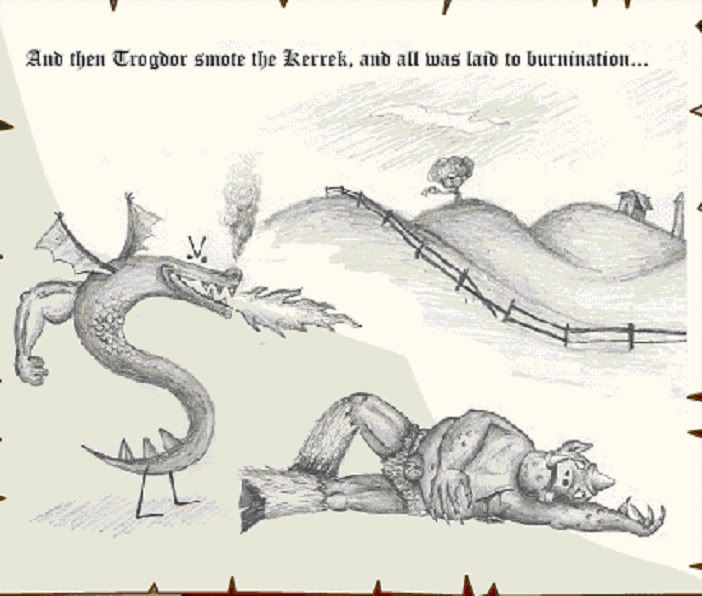 And then Trogdor smote the Kerrek, and all was laid to burnination...